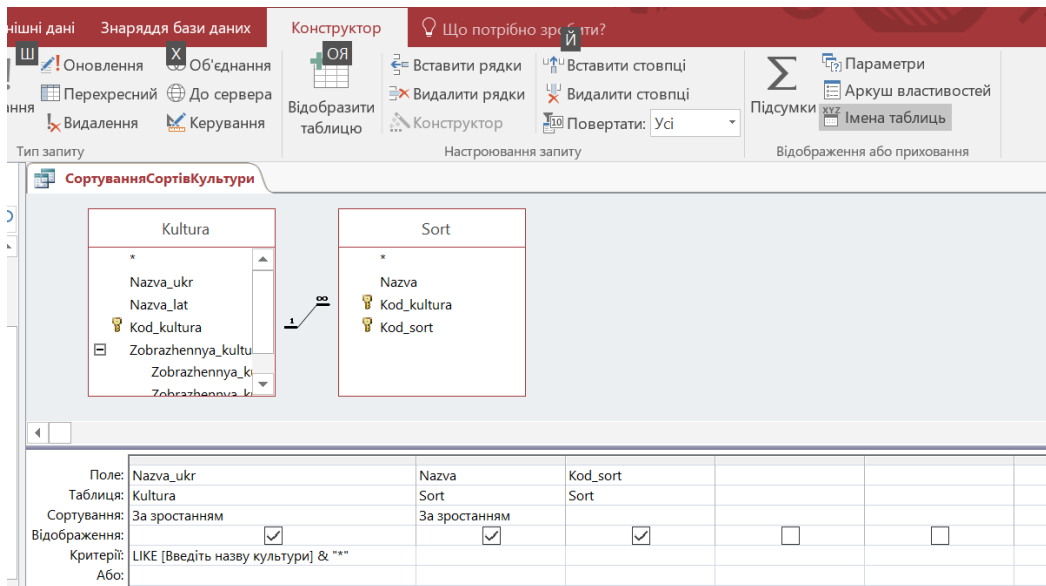 нішні дані Знаряддя бази даних Конструктор Що потрібно зробити?
Ш Х ОЯ Й
! Оновлення Об'єднання Вставити рядки Вставити стовпці Параметри
Перехресний До сервера Видалити рядки Видалити стовпці Аркуш властивостей
ання Відобразити таблицю Підсумки
Видалення Керування Конструктор Повертати: Усі Імена таблиць
Тип запиту Настроювання запиту Відображення або приховання
СортуванняСортівКультури
Kultura Sort
* *
Nazva_ukr Nazva
Nazva_lat Kod_kultura
Kod_kultura Kod_sort
1 ∞
Zobrazhennya_kultu
Zobrazhennya_ku
Zobrazhennya_ku
Поле: Nazva_ukr Nazva Kod_sort
Таблиця: Kultura Sort Sort
Сортування: За зростанням За зростанням
Відображення:
Критерії: LIKE [Введіть назву культури] & "*"
Або: